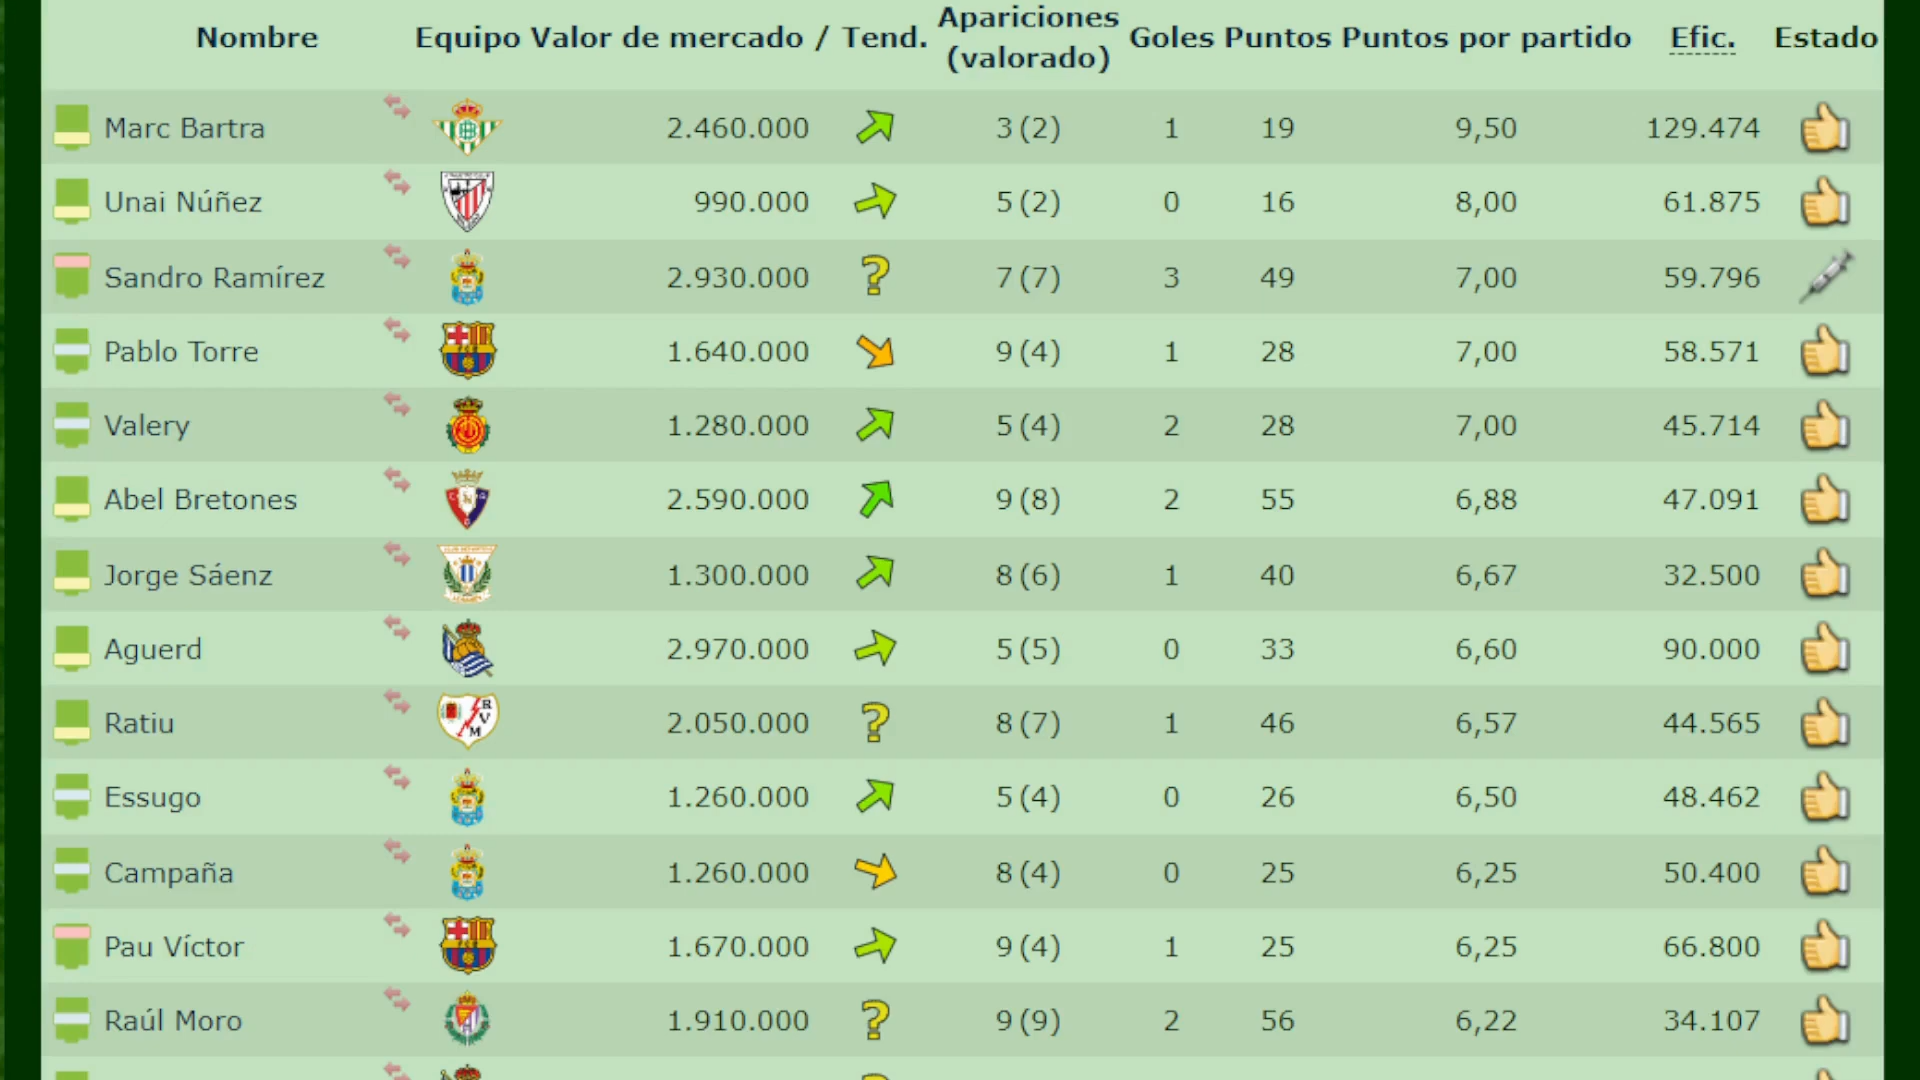 Nombre Equipo Valor de mercado / Tend. Apariciones (valorado) Goles Puntos Puntos por partido Efic. Estado
Marc Bartra 2.460.000 3 (2) 1 19 9,50 129.474
Unai Núñez 990.000 5 (2) 0 16 8,00 61.875
Sandro Ramírez 2.930.000 ? 7 (7) 3 49 7,00 59.796
Pablo Torre 1.640.000 9 (4) 1 28 7,00 58.571
Valery 1.280.000 5 (4) 2 28 7,00 45.714
Abel Bretones 2.590.000 9 (8) 2 55 6,88 47.091
Jorge Sáenz 1.300.000 8 (6) 1 40 6,67 32.500
Aguerd 2.970.000 5 (5) 0 33 6,60 90.000
Ratiu RVM 2.050.000 ? 8 (7) 1 46 6,57 44.565
Essugo 1.260.000 5 (4) 0 26 6,50 48.462
Campaña 1.260.000 8 (4) 0 25 6,25 50.400
Pau Víctor 1.670.000 9 (4) 1 25 6,25 66.800
Raúl Moro 1.910.000 ? 9 (9) 2 56 6,22 34.107